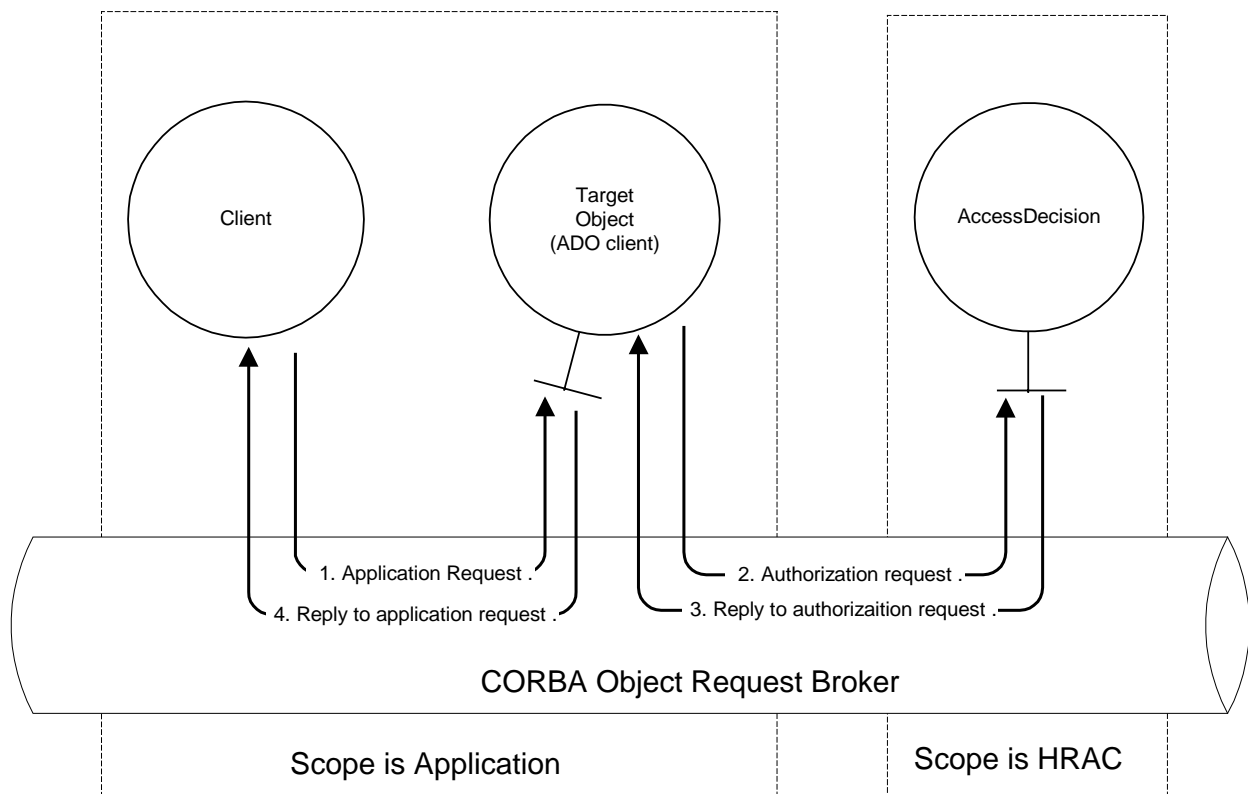 Client
Target
Object
(ADO client)
AccessDecision
1. Application Request .
2. Authorization request .
4. Reply to application request .
3. Reply to authorizaition request .
CORBA Object Request Broker
Scope is Application
Scope is HRAC